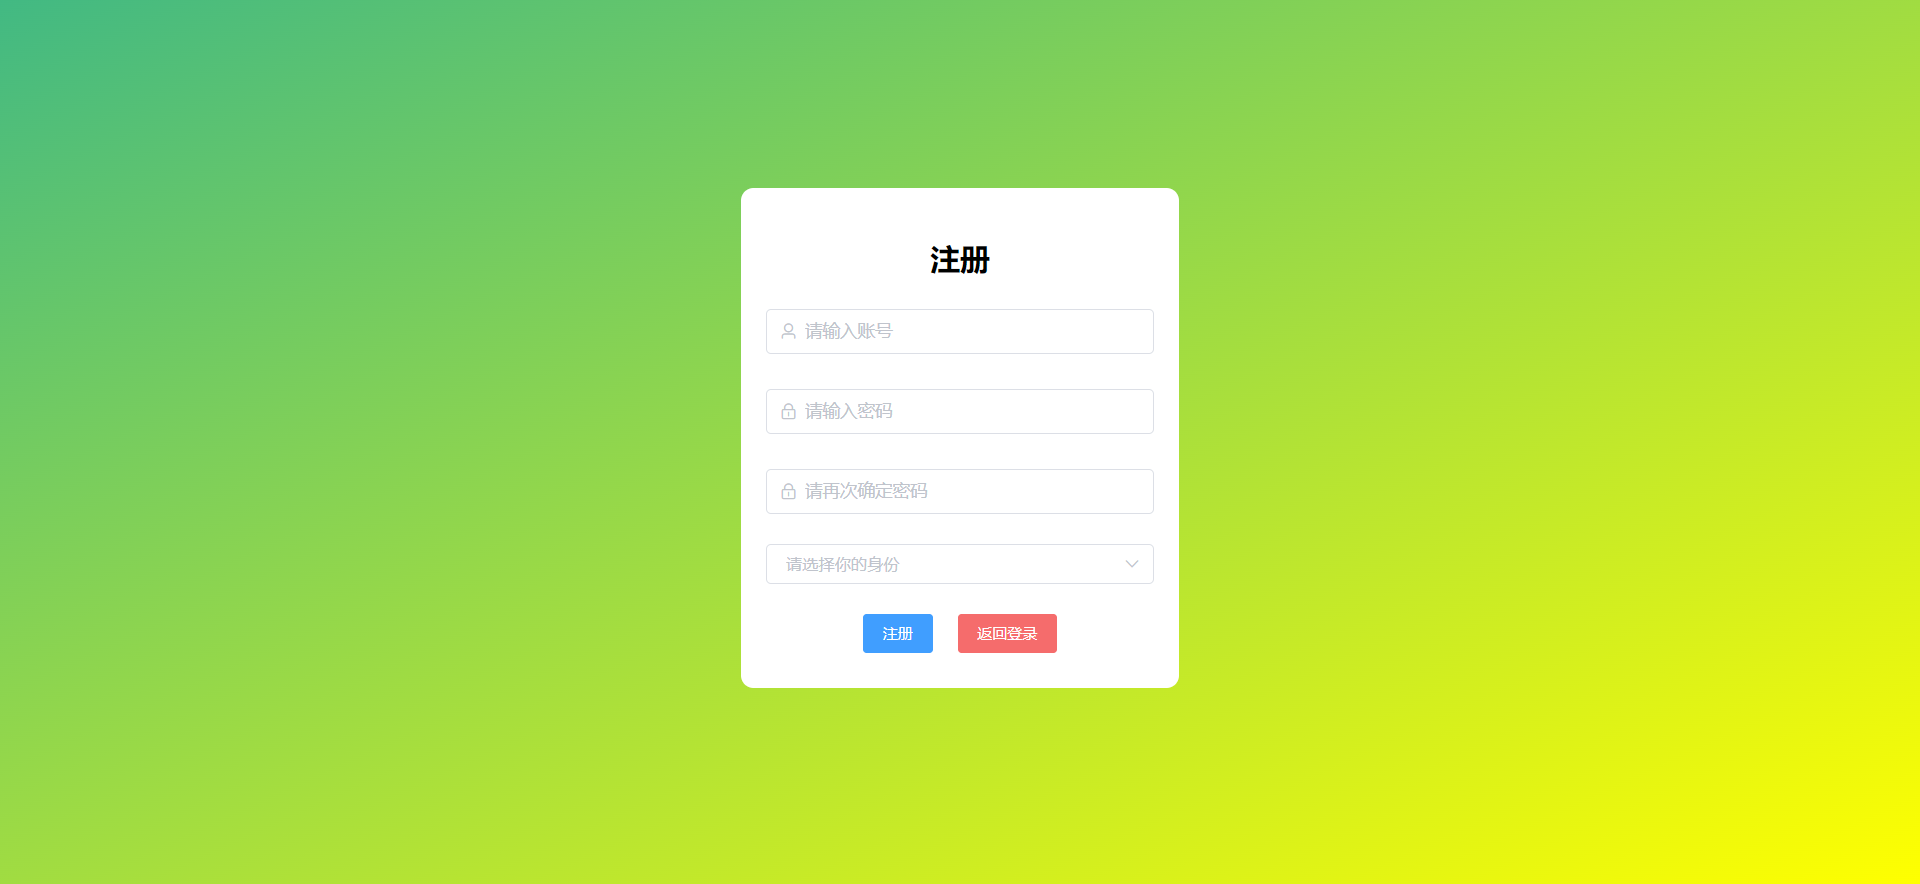 注册
请输入账号
请输入密码
请再次确定密码
请选择你的身份
注册 返回登录